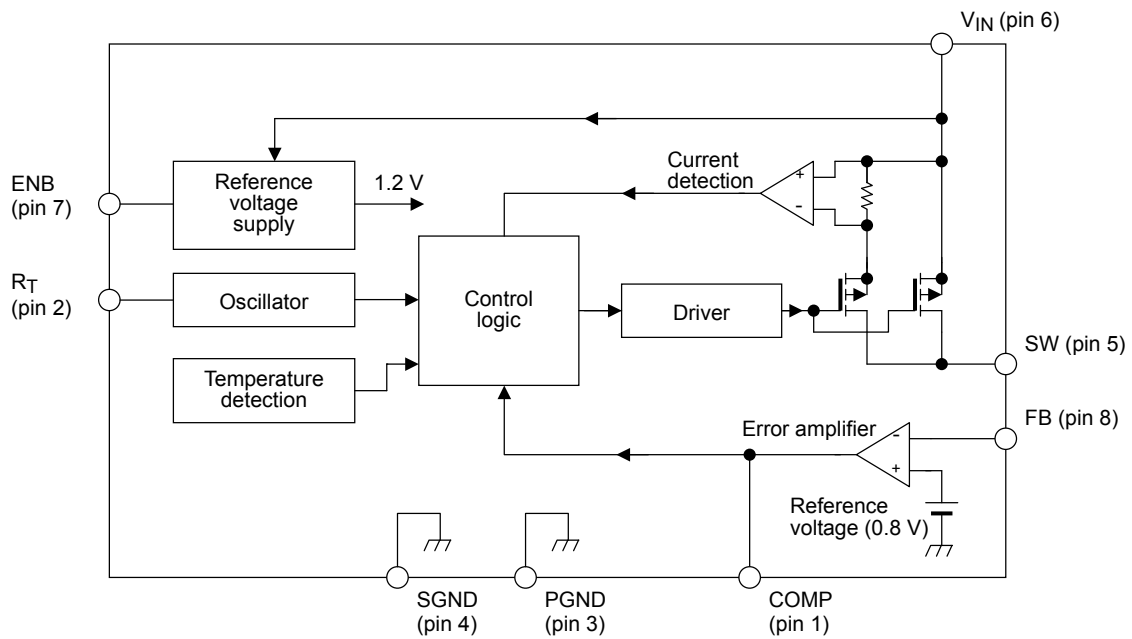 V_IN (pin 6)
ENB
(pin 7)
Reference
voltage
supply
1.2 V
Current
detection
+
-
R_T
(pin 2)
Oscillator
Control
logic
Driver
SW (pin 5)
Temperature
detection
FB (pin 8)
Error amplifier
-
+
Reference
voltage (0.8 V)
SGND
(pin 4)
PGND
(pin 3)
COMP
(pin 1)